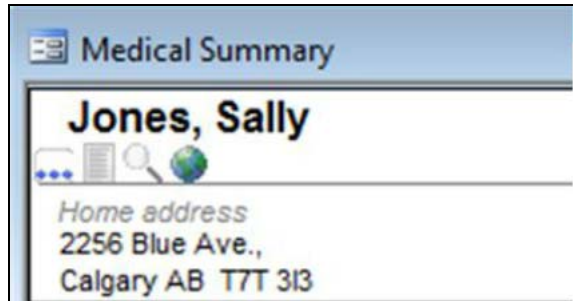 Medical Summary
Jones, Sally
Home address
2256 Blue Ave.,
Calgary AB T7T 3I3